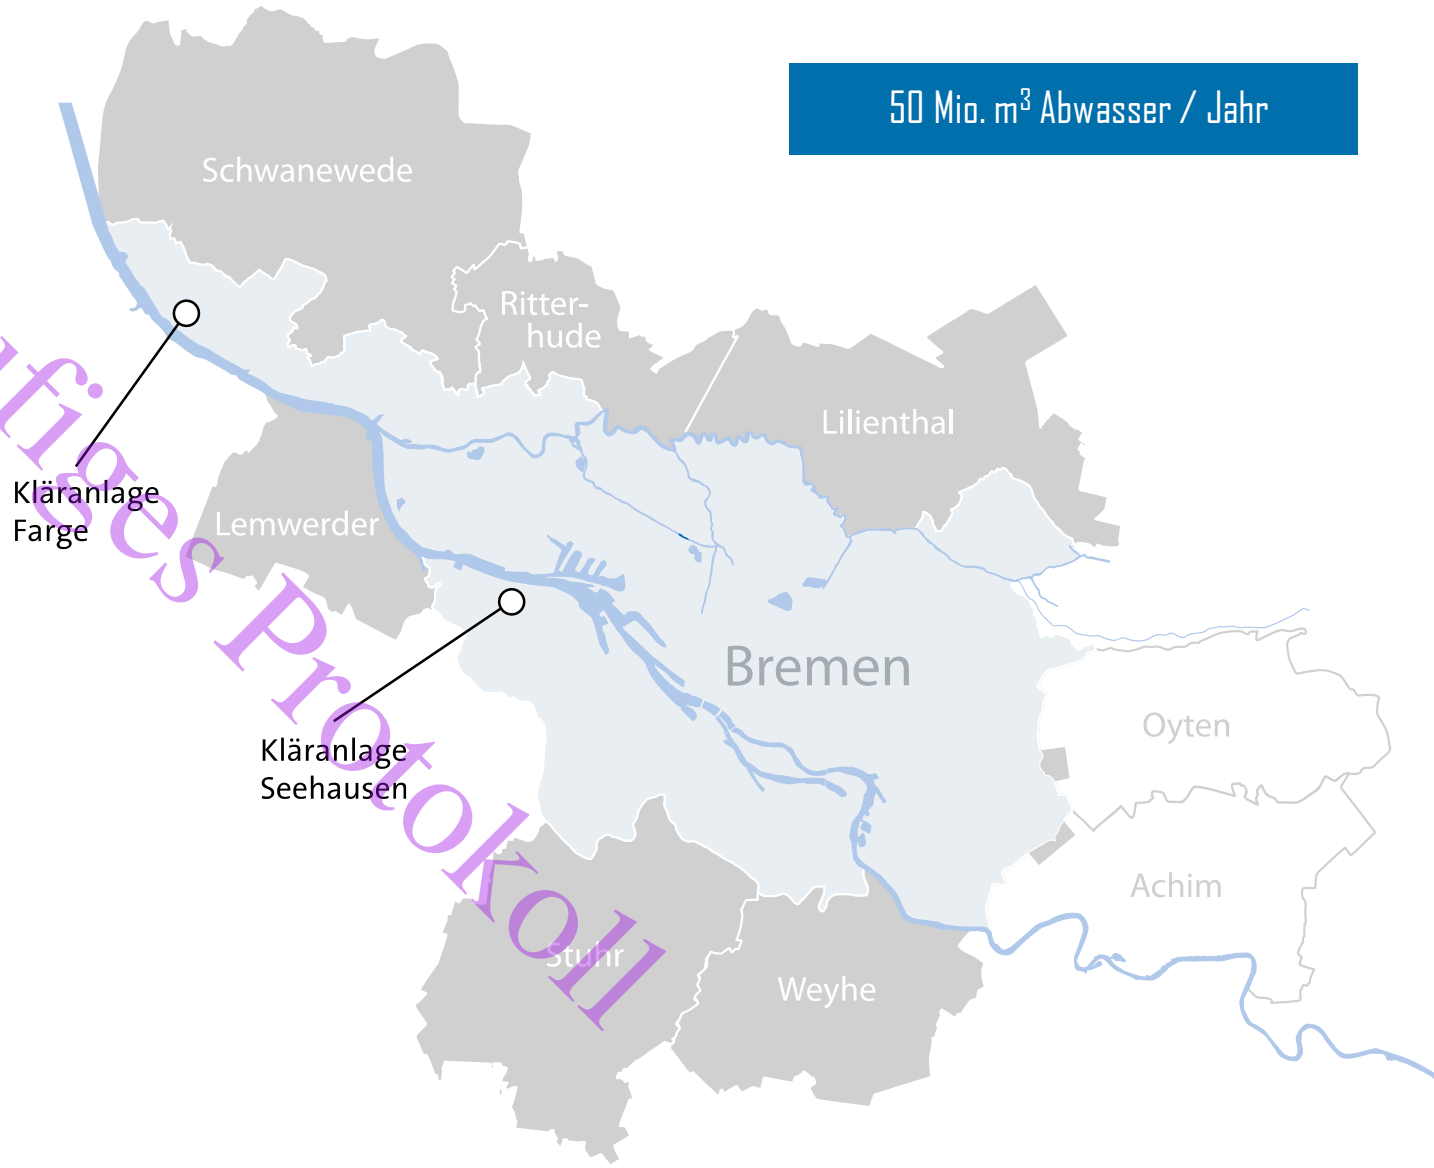 50 Mio. m³ Abwasser / Jahr
Schwanewede
Ritter-
hude
Lilienthal
Kläranlage
Farge
Lemwerder
Bremen
Oyten
Kläranlage
Seehausen
Achim
Stuhr
Weyhe
Protokoll